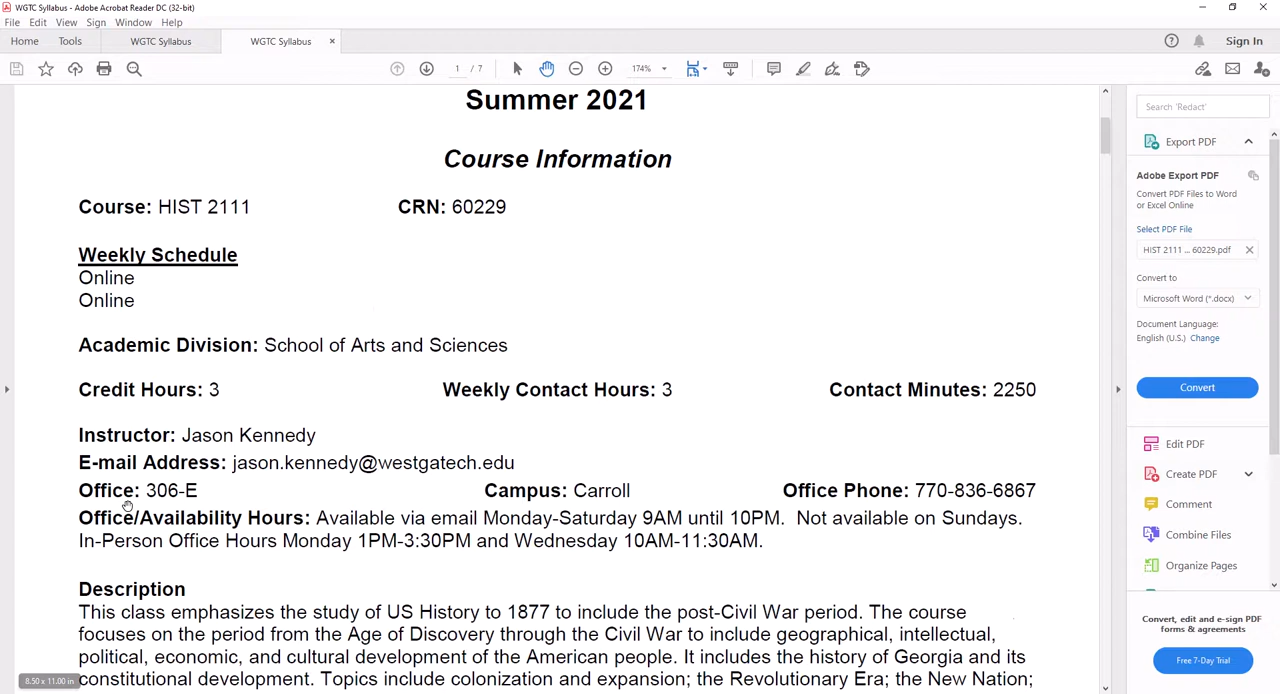 WGTC Syllabus - Adobe Acrobat Reader DC (32-bit)
File Edit View Sign Window Help
Home Tools WGTC Syllabus WGTC Syllabus × Sign In
1 / 7 174%
Summer 2021
Course Information
Course: HIST 2111 CRN: 60229
Weekly Schedule
Online
Online
Academic Division: School of Arts and Sciences
Credit Hours: 3 Weekly Contact Hours: 3 Contact Minutes: 2250
Instructor: Jason Kennedy
E-mail Address: jason.kennedy@westgatech.edu
Office: 306-E Campus: Carroll Office Phone: 770-836-6867
Office/Availability Hours: Available via email Monday-Saturday 9AM until 10PM. Not available on Sundays.
In-Person Office Hours Monday 1PM-3:30PM and Wednesday 10AM-11:30AM.
Description
This class emphasizes the study of US History to 1877 to include the post-Civil War period. The course
focuses on the period from the Age of Discovery through the Civil War to include geographical, intellectual,
political, economic, and cultural development of the American people. It includes the history of Georgia and its
constitutional development. Topics include colonization and expansion; the Revolutionary Era; the New Nation;
8.50 x 11.00 in
Search 'Redact'
Export PDF
Adobe Export PDF
Convert PDF Files to Word
or Excel Online
Select PDF File
HIST 2111 ... 60229.pdf ×
Convert to
Microsoft Word (*.docx)
Document Language:
English (U.S.) Change
Convert
Edit PDF
Create PDF
Comment
Combine Files
Organize Pages
Convert, edit and e-sign PDF
forms & agreements
Free 7-Day Trial